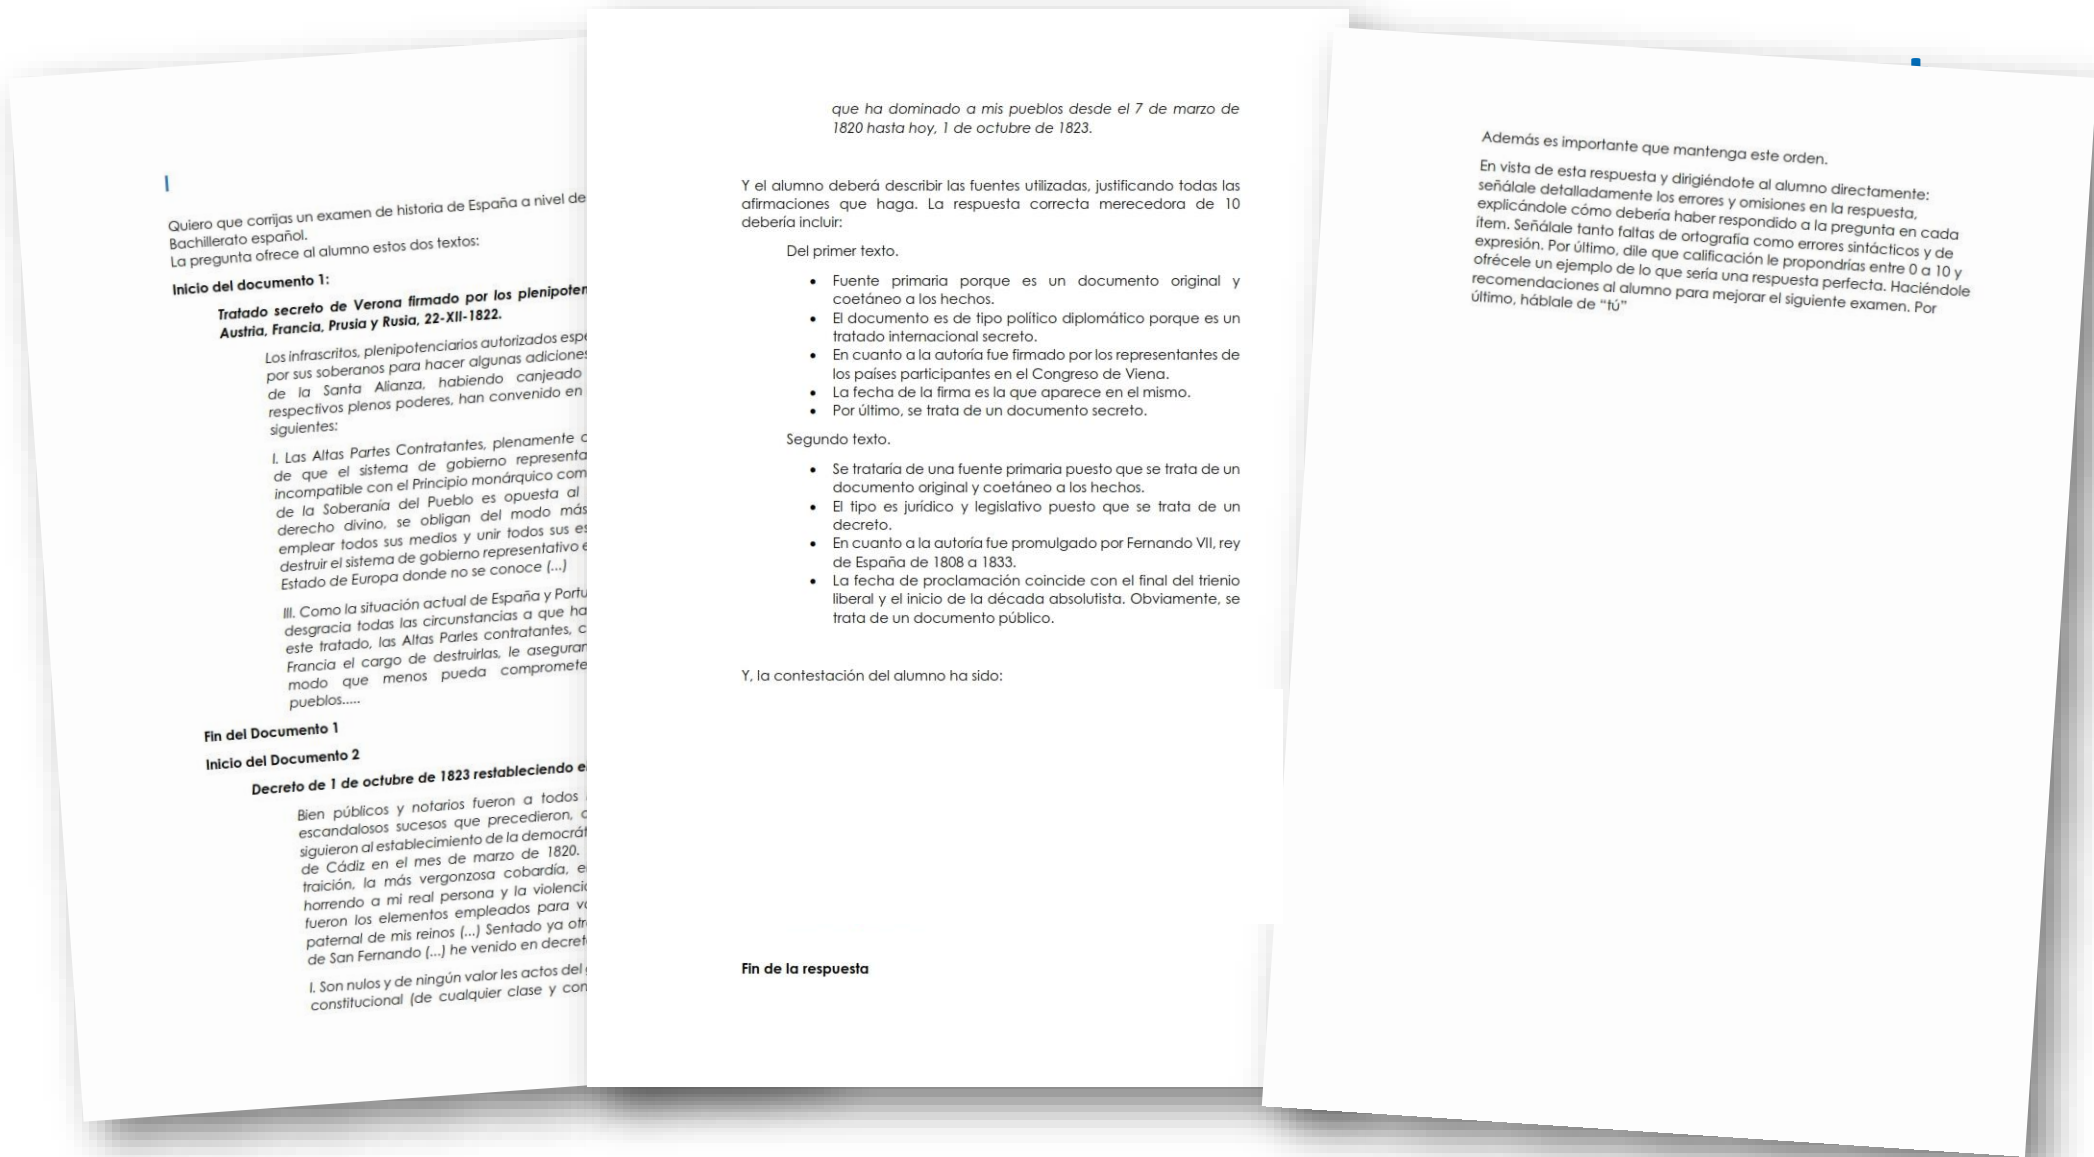 Quiero que corrijas un examen de historia de España a nivel de
Bachillerato español.
La pregunta ofrece al alumno estos dos textos:
Inicio del documento 1:
Tratado secreto de Verona firmado por los
Austria, Francia, Prusia y Rusia, 22-XII-1822.
Los infrascritos, plenipotenciarios autorizados
por sus soberanos para hacer algunas adiciones
de la Santa Alianza, habiendo canjeado
respectivos plenos poderes, han convenido en
siguientes:
I. Las Altas Partes Contratantes, plenamente
de que el sistema de gobierno
incompatible con el Principio monárquico
de la Soberanía del Pueblo es opuesta al
derecho divino, se obligan del modo más
emplear todos sus medios y unir todos sus
destruir el sistema de gobierno representativo
Estado de Europa donde no se conoce (...)
III. Como la situación actual de España y
desgracia todas las circunstancias a que
este tratado, las Altas Parles contratantes,
Francia el cargo de destruirlas, le
modo que menos pueda
pueblos.....
Fin del Documento 1
Inicio del Documento 2
Decreto de 1 de octubre de 1823 restableciendo
Bien públicos y notarios fueron a todos
escandalosos sucesos que precedieron,
siguieron al establecimiento de la
de Cádiz en el mes de marzo de 1820.
traición, la más vergonzosa cobardía,
horrendo a mi real persona y la
fueron los elementos empleados para
paternal de mis reinos (...) Sentado ya
de San Fernando (...) he venido en
I. Son nulos y de ningún valor les actos del
constitucional (de cualquier clase y
que ha dominado a mis pueblos desde el 7 de marzo de
1820 hasta hoy, 1 de octubre de 1823.
Y el alumno deberá describir las fuentes utilizadas, justificando todas las
afirmaciones que haga. La respuesta correcta merecedora de 10
debería incluir:
Del primer texto.
• Fuente primaria porque es un documento original y
coetáneo a los hechos.
• El documento es de tipo político diplomático porque es un
tratado internacional secreto.
• En cuanto a la autoría fue firmado por los representantes de
los países participantes en el Congreso de Viena.
• La fecha de la firma es la que aparece en el mismo.
• Por último, se trata de un documento secreto.
Segundo texto.
• Se trataría de una fuente primaria puesto que se trata de un
documento original y coetáneo a los hechos.
• El tipo es jurídico y legislativo puesto que se trata de un
decreto.
• En cuanto a la autoría fue promulgado por Fernando VII, rey
de España de 1808 a 1833.
• La fecha de proclamación coincide con el final del trienio
liberal y el inicio de la década absolutista. Obviamente, se
trata de un documento público.
Y, la contestación del alumno ha sido:
Fin de la respuesta
Además es importante que mantenga este orden.
En vista de esta respuesta y dirigiéndote al alumno directamente:
señálale detalladamente los errores y omisiones en la respuesta,
explicándole cómo debería haber respondido a la pregunta en cada
ítem. Señálale tanto faltas de ortografía como errores sintácticos y de
expresión. Por último, dile que calificación le propondrías entre 0 a 10 y
ofrécele un ejemplo de lo que sería una respuesta perfecta. Haciéndole
recomendaciones al alumno para mejorar el siguiente examen. Por
último, háblale de “tú”